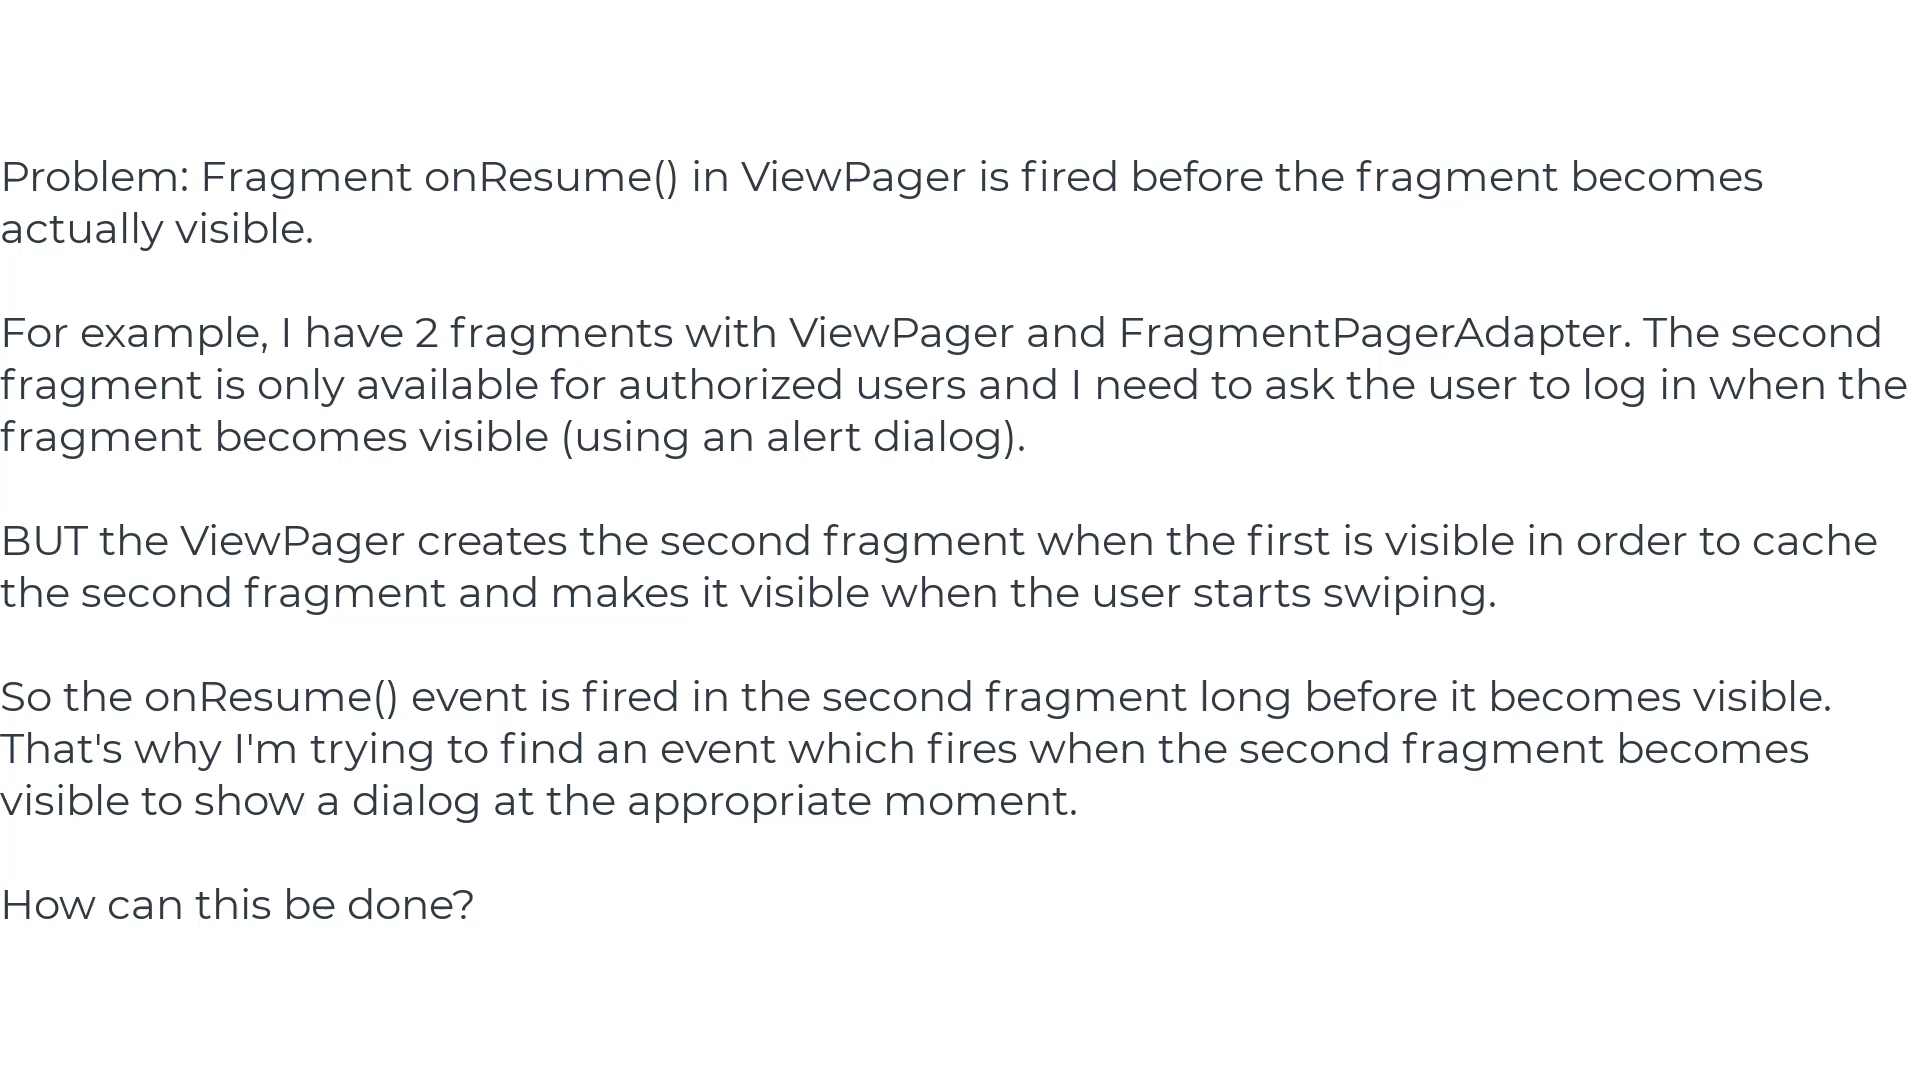 Problem: Fragment onResume() in ViewPager is fired before the fragment becomes
actually visible.
For example, I have 2 fragments with ViewPager and FragmentPagerAdapter. The second
fragment is only available for authorized users and I need to ask the user to log in when the
fragment becomes visible (using an alert dialog).
BUT the ViewPager creates the second fragment when the first is visible in order to cache
the second fragment and makes it visible when the user starts swiping.
So the onResume() event is fired in the second fragment long before it becomes visible.
That's why I'm trying to find an event which fires when the second fragment becomes
visible to show a dialog at the appropriate moment.
How can this be done?